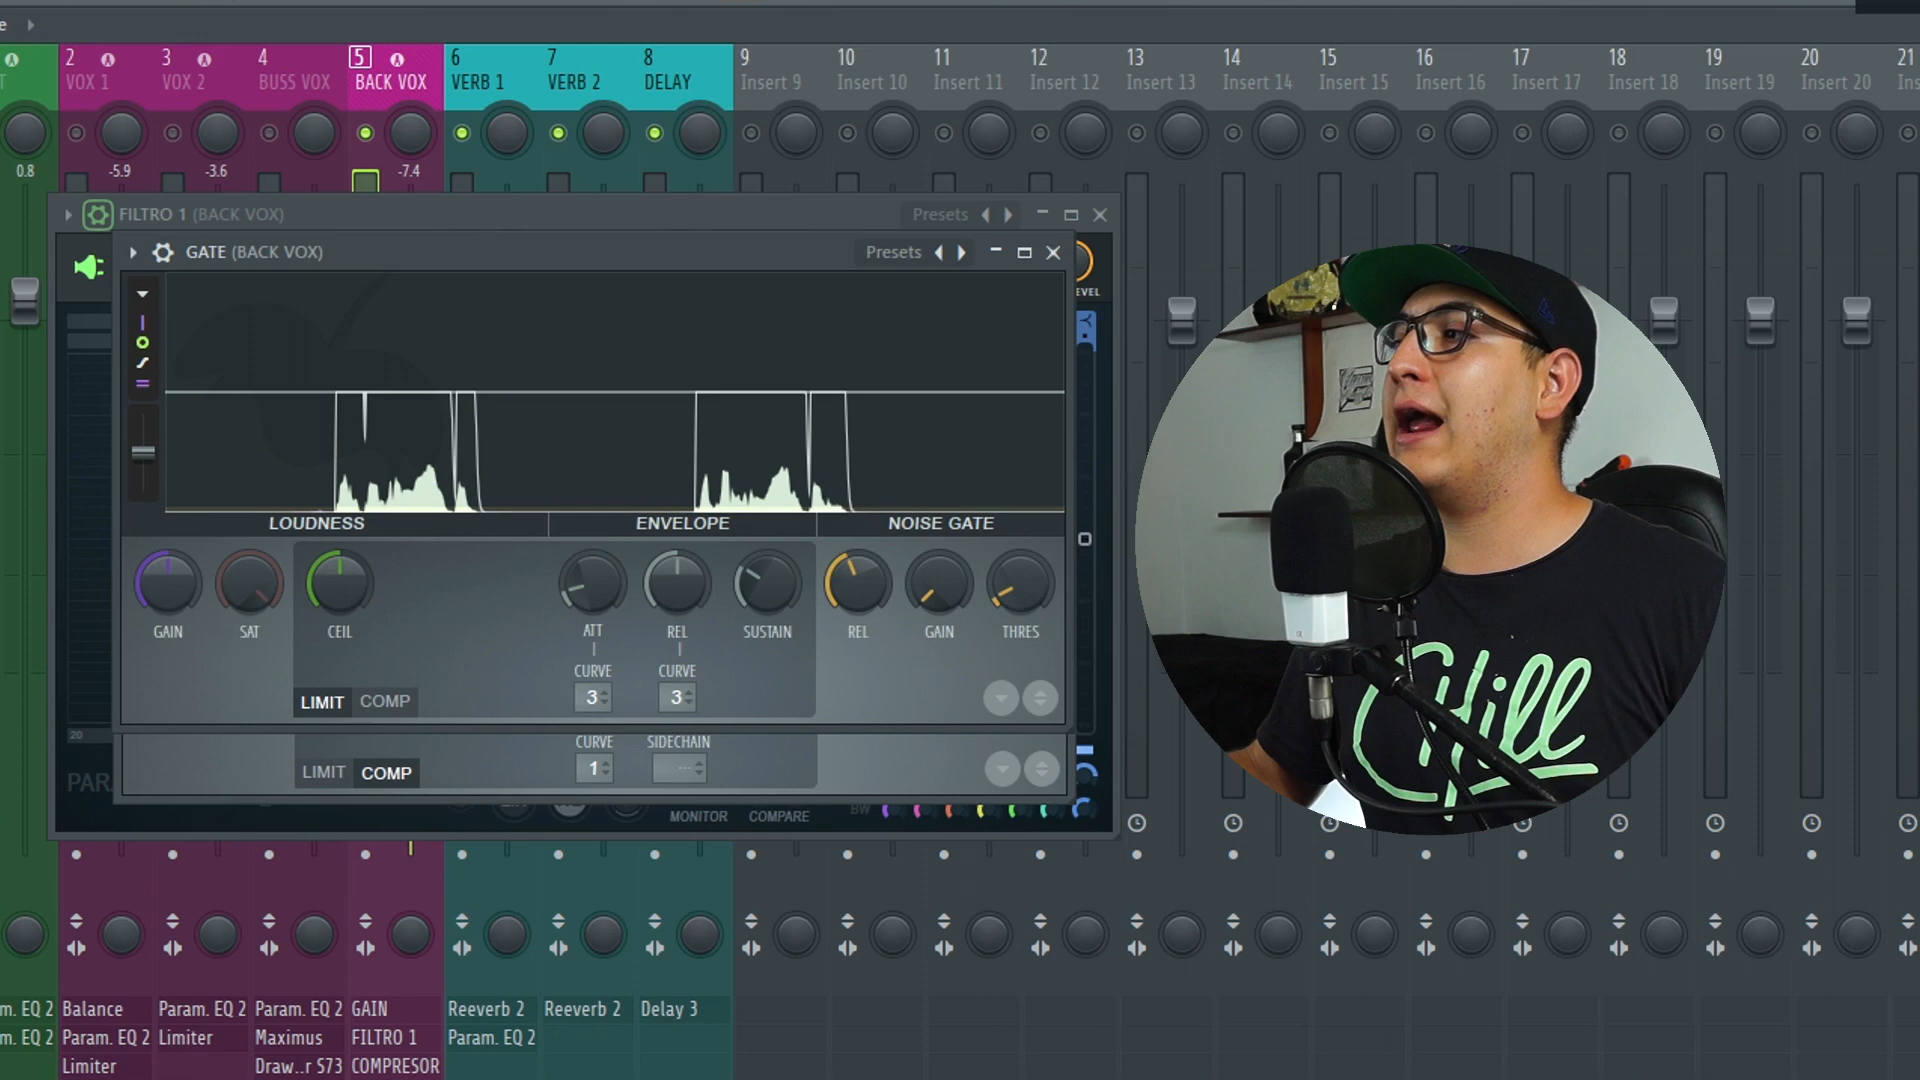 e
2 3 4 5 6 7 8 9 10 11 12 13 14 15 16 17 18 19 20 21
T VOX 1 VOX 2 BUSS VOX BACK VOX VERB 1 VERB 2 DELAY Insert 9 Insert 10 Insert 11 Insert 12 Insert 13 Insert 14 Insert 15 Insert 16 Insert 17 Insert 18 Insert 19 Insert 20 Ins
0.8 -5.9 -3.6 -7.4
FILTRO 1 (BACK VOX) Presets
GATE (BACK VOX) Presets
EVEL
LOUDNESS ENVELOPE NOISE GATE
GAIN SAT CEIL ATT REL SUSTAIN REL GAIN THRES
CURVE CURVE
LIMIT COMP 3 3
20
CURVE SIDECHAIN
PAR
LIMIT COMP 1 ---
MONITOR COMPARE BW
Chill
m. EQ 2 Balance Param. EQ 2 Param. EQ 2 GAIN Reeverb 2 Reeverb 2 Delay 3
m. EQ 2 Param. EQ 2 Limiter Maximus FILTRO 1 Param. EQ 2
Limiter Draw..r S73 COMPRESOR